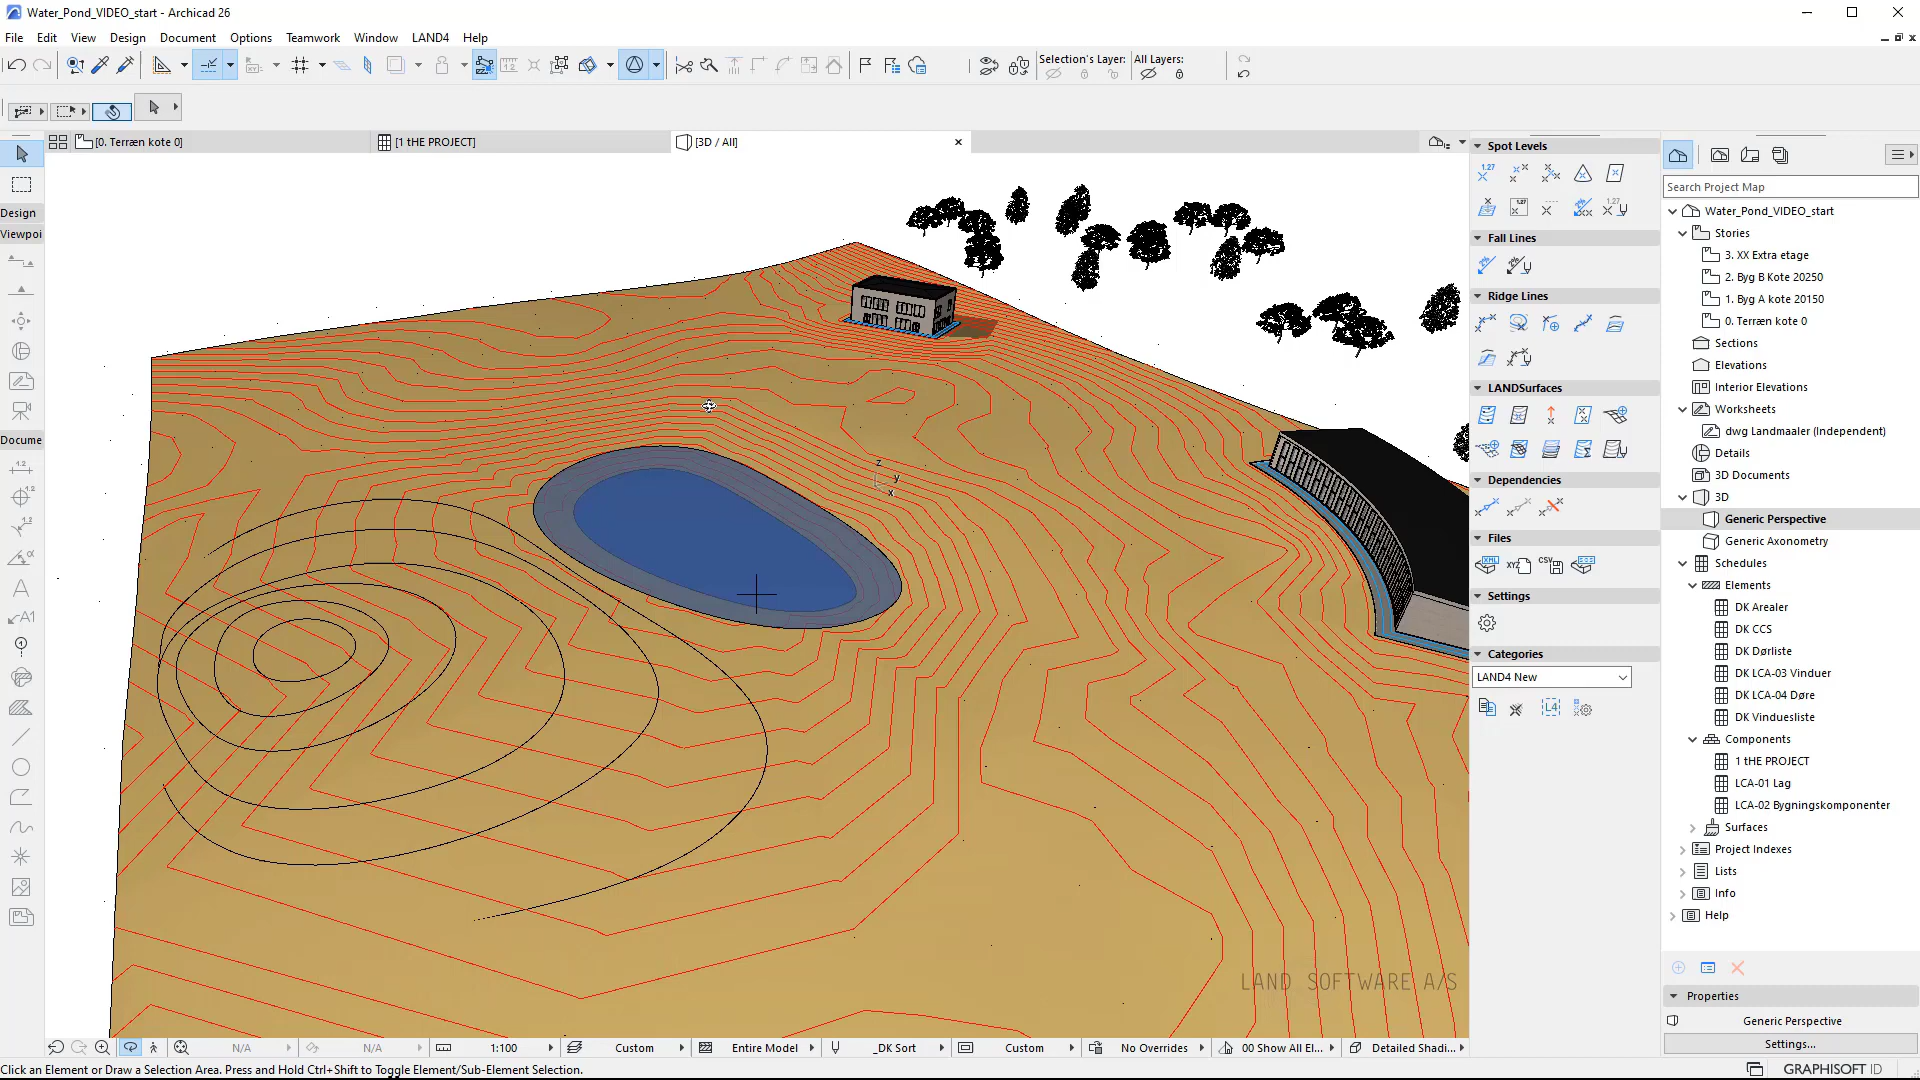 Water_Pond_VIDEO_start - Archicad 26
File Edit View Design Document Options Teamwork Window LAND4 Help
Selection's Layer: All Layers:
[0. Terræn kote 0] [1 tHE PROJECT] [3D / All]
Design
Viewpoi
Docume
A1
z
y
x
LAND SOFTWARE A/S
Spot Levels
Fall Lines
Ridge Lines
LANDSurfaces
Dependencies
Files
XML XYZ CSV
Settings
Categories
LAND4 New
L4
Search Project Map
Water_Pond_VIDEO_start
Stories
3. XX Extra etage
2. Byg B Kote 20250
1. Byg A kote 20150
0. Terræn kote 0
Sections
Elevations
Interior Elevations
Worksheets
dwg Landmaaler (Independent)
Details
3D Documents
3D
Generic Perspective
Generic Axonometry
Schedules
Elements
DK Arealer
DK CCS
DK Dørliste
DK LCA-03 Vinduer
DK LCA-04 Døre
DK Vinduesliste
Components
1 tHE PROJECT
LCA-01 Lag
LCA-02 Bygningskomponenter
Surfaces
Project Indexes
Lists
Info
Help
Properties
Generic Perspective
Settings...
N/A N/A 1:100 Custom Entire Model _DK Sort Custom No Overrides 00 Show All El... Detailed Shadi...
Click an Element or Draw a Selection Area. Press and Hold Ctrl+Shift to Toggle Element/Sub-Element Selection.
GRAPHISOFT ID